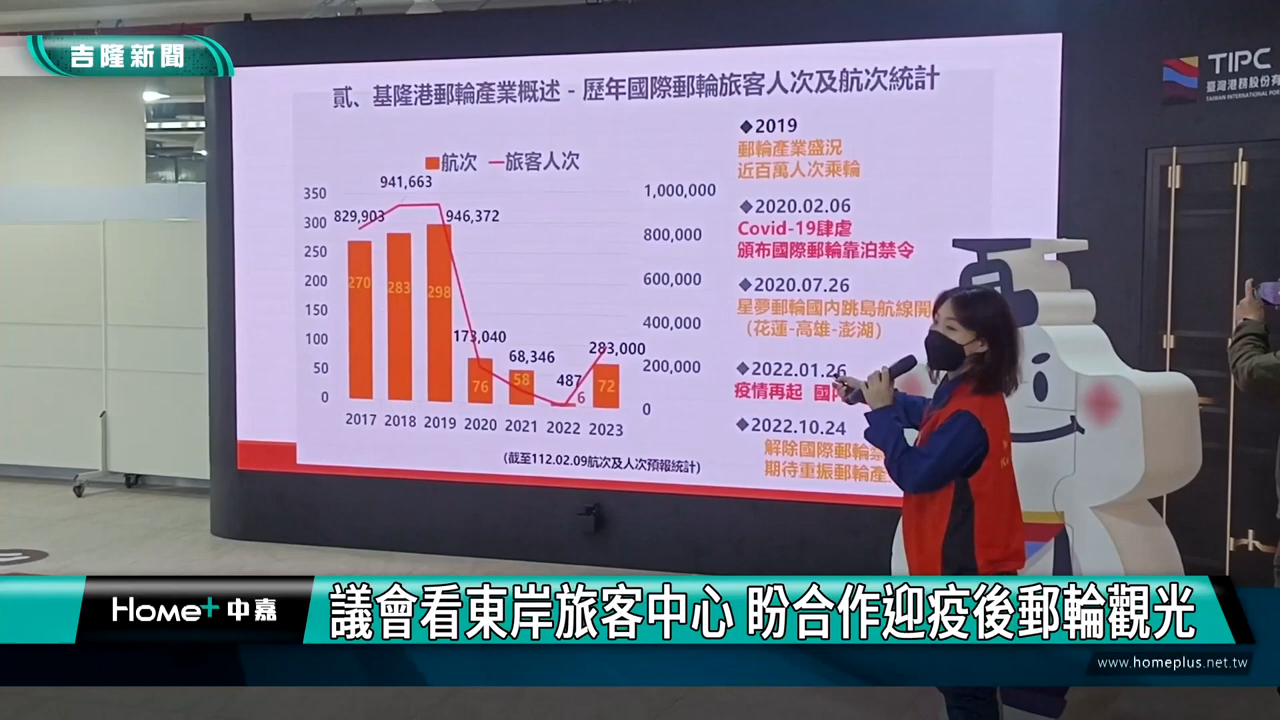 吉隆新聞
TIPC
臺灣港務股份有
TAIWAN INTERNATIONAL POR
貳、基隆港郵輪產業概述 - 歷年國際郵輪旅客人次及航次統計
航次 旅客人次
350
300
250
200
150
100
50
0
1,000,000
800,000
600,000
400,000
200,000
0
829,903
941,663
946,372
173,040
68,346
487
283,000
270
283
298
76
58
6
72
2017 2018 2019 2020 2021 2022 2023
(截至112.02.09航次及人次預報統計)
◆2019
郵輪產業盛況
近百萬人次乘輪
◆2020.02.06
Covid-19肆虐
頒布國際郵輪靠泊禁令
◆2020.07.26
星夢郵輪國內跳島航線開
(花蓮-高雄-澎湖)
◆2022.01.26
疫情再起 國
◆2022.10.24
解除國際郵輪
期待重振郵輪產
Home+ 中嘉
議會看東岸旅客中心 盼合作迎疫後郵輪觀光
www.homeplus.net.tw